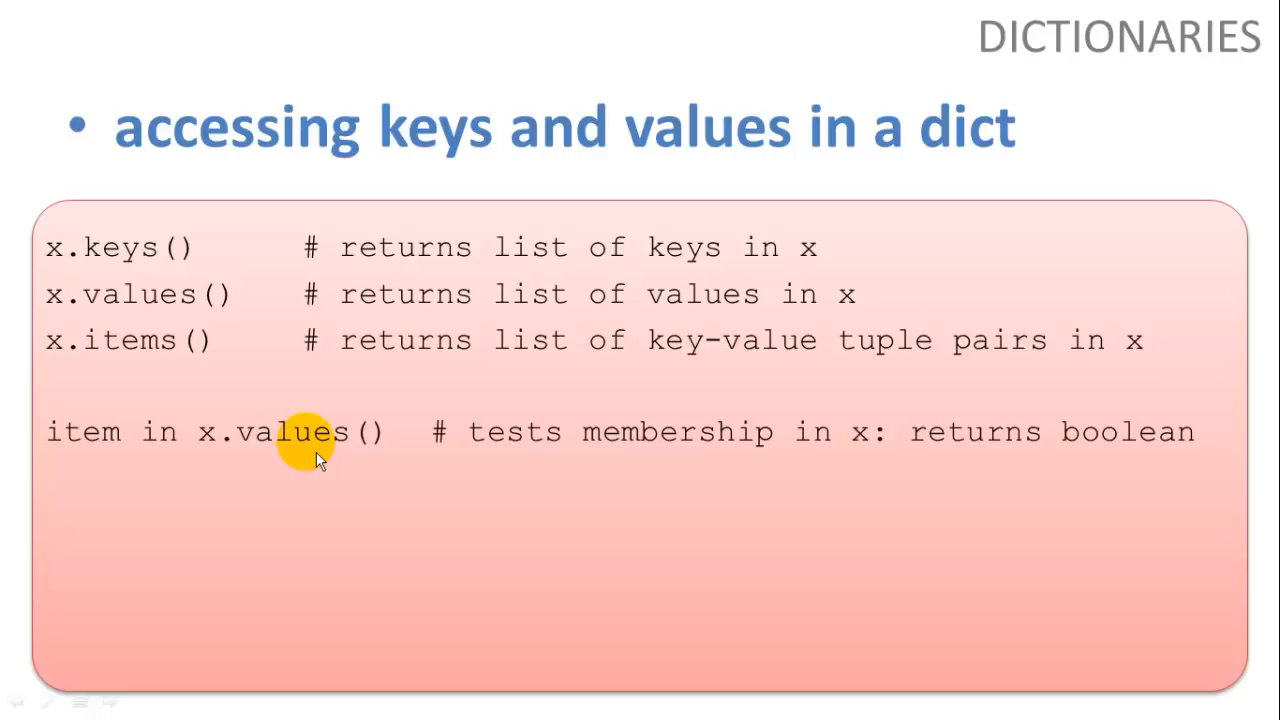 DICTIONARIES
• accessing keys and values in a dict
x.keys() # returns list of keys in x
x.values() # returns list of values in x
x.items() # returns list of key-value tuple pairs in x
item in x.values() # tests membership in x: returns boolean